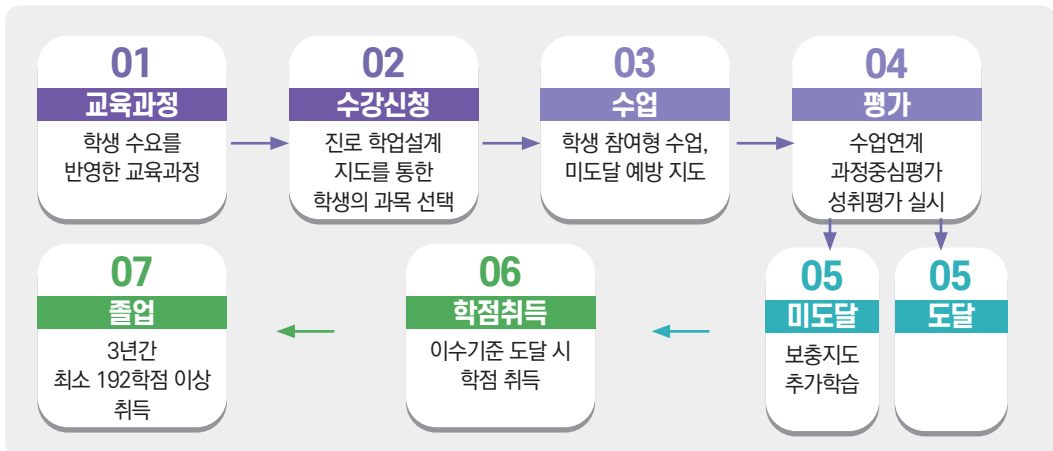 01
교육과정
학생 수요를
반영한 교육과정
02
수강신청
진로 학업설계
지도를 통한
학생의 과목 선택
03
수업
학생 참여형 수업,
미도달 예방 지도
04
평가
수업연계
과정중심평가
성취평가 실시
05
미도달
보충지도
추가학습
05
도달
06
학점취득
이수기준 도달 시
학점 취득
07
졸업
3년간
최소 192학점 이상
취득